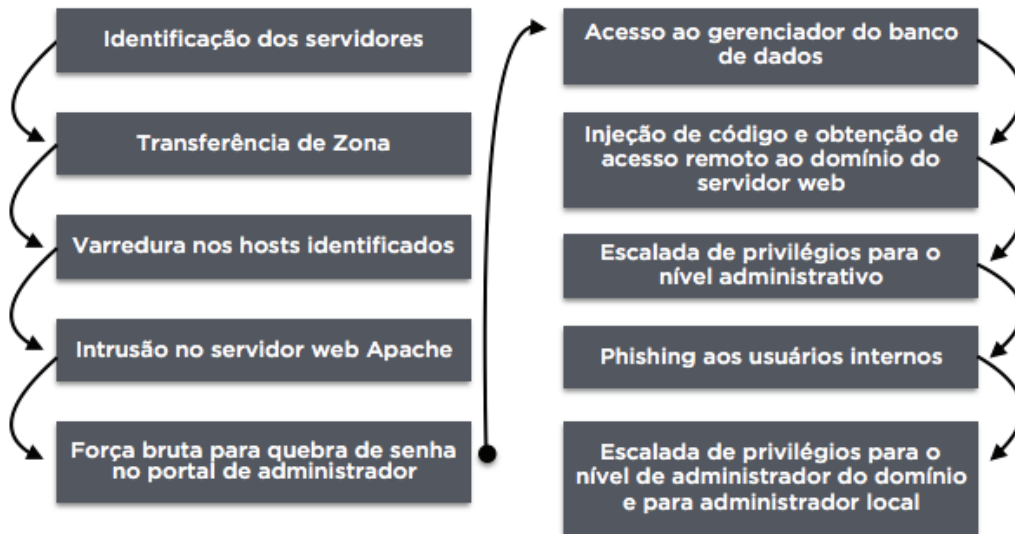 Identificação dos servidores
Transferência de Zona
Varredura nos hosts identificados
Intrusão no servidor web Apache
Força bruta para quebra de senha
no portal de administrador
Acesso ao gerenciador do banco
de dados
Injeção de código e obtenção de
acesso remoto ao domínio do
servidor web
Escalada de privilégios para o
nível administrativo
Phishing aos usuários internos
Escalada de privilégios para o
nível de administrador do domínio
e para administrador local